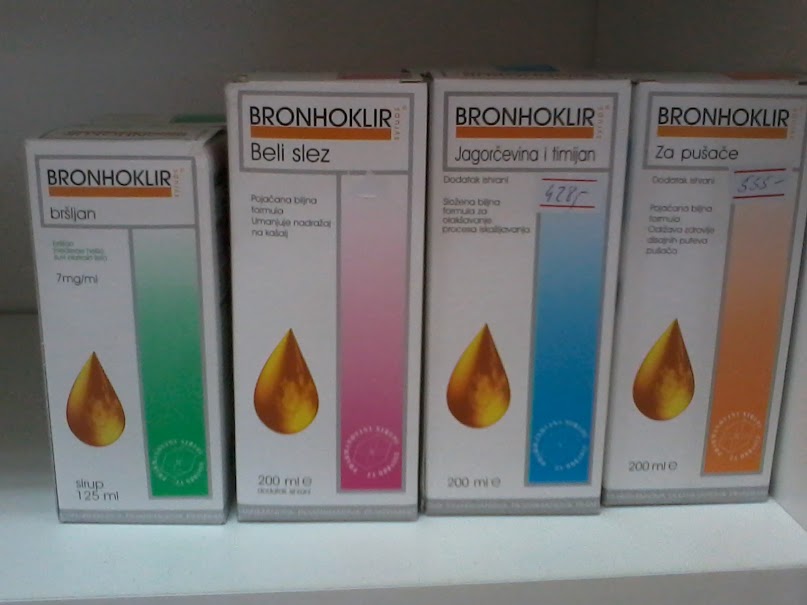 BRONHOKLIR
bršljan
7mg/ml
sirup
125 ml
BRONHOKLIR
Beli slez
Pojačana biljna
formula
Umanjuje nadražaj
na kašalj
200 ml e
dodatak ishrani
BRONHOKLIR
Jagorčevina i timijan
Dodatak ishrani
428,-
Složena biljna
formula za
olakšavanje
procesa iskašljavanja
200 ml e
BRONHOKLIR
Za pušače
Dodatak ishrani
555-
Pojačana biljna
formula
Održava zdravlje
disajnih puteva
pušača
200 ml e